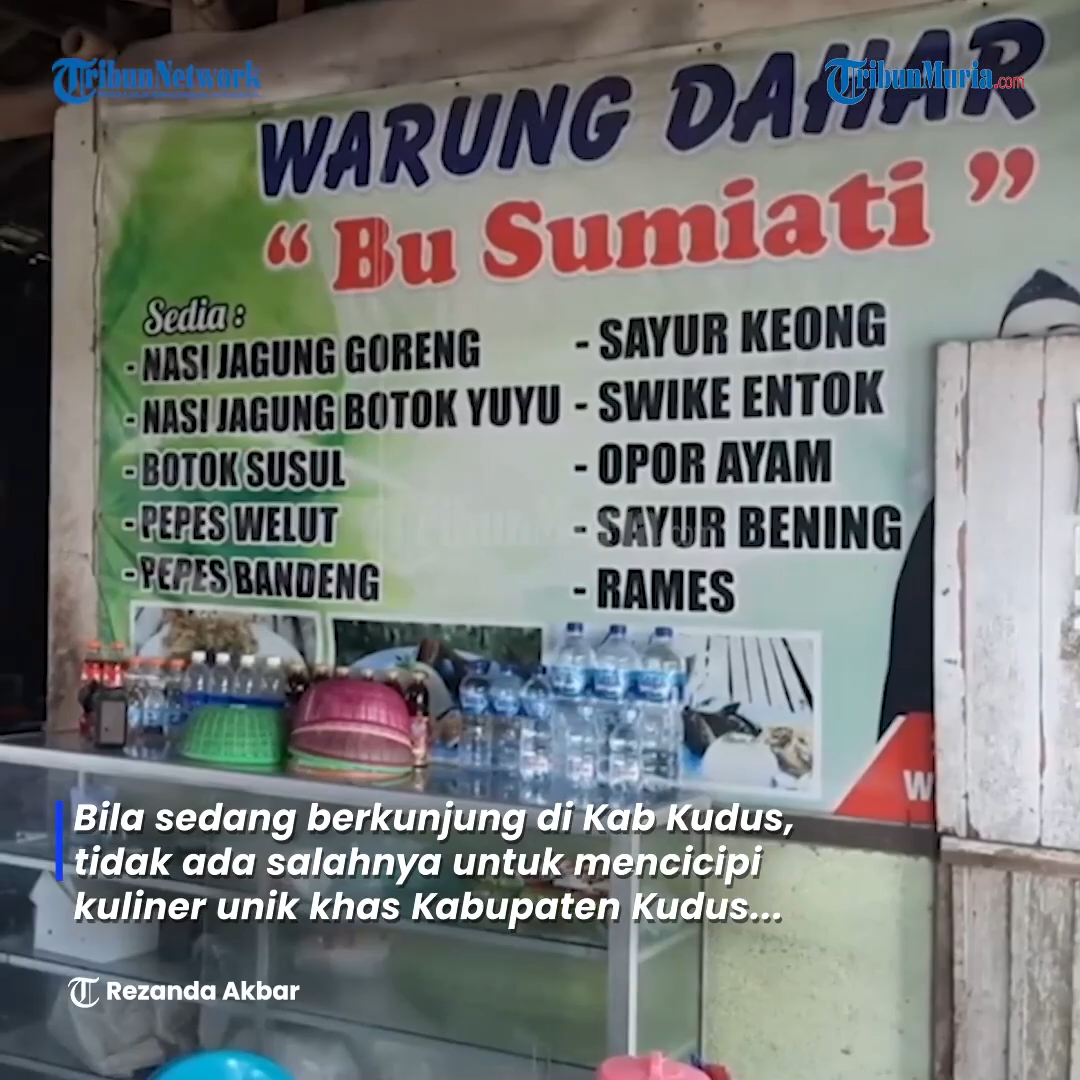 TribunNetwork
TribunMuria.com
WARUNG DAHAR
“ Bu Sumiati ”
Sedia :
- NASI JAGUNG GORENG
- NASI JAGUNG BOTOK YUYU
- BOTOK SUSUL
- PEPES WELUT
- PEPES BANDENG
- SAYUR KEONG
- SWIKE ENTOK
- OPOR AYAM
- SAYUR BENING
- RAMES
W
Bila sedang berkunjung di Kab Kudus,
tidak ada salahnya untuk mencicipi
kuliner unik khas Kabupaten Kudus...
Rezanda Akbar